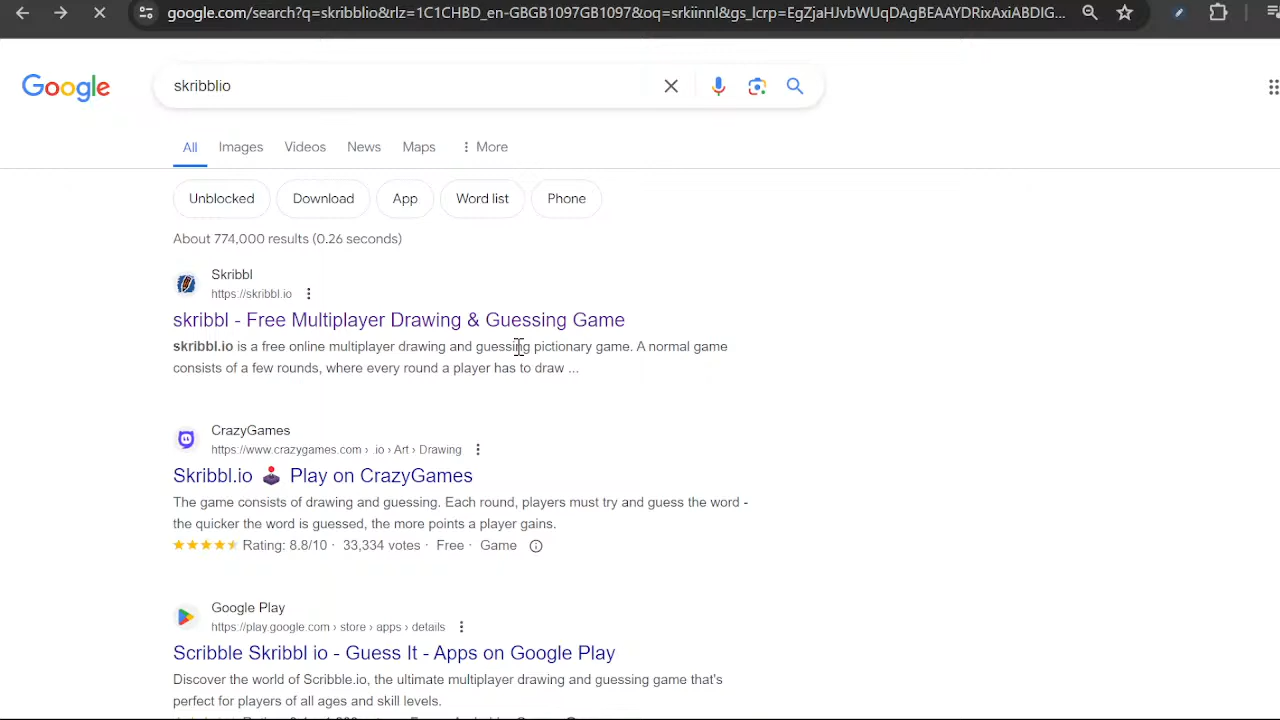 google.com/search?q=skribblio&rlz=1C1CHBD_en-GBGB1097GB1097&oq=srkiinnl&gs_lcrp=EgZjaHJvbWUqDAgBEAAYDRixAxiABDIG...
Google
skribblio
All Images Videos News Maps More
Unblocked Download App Word list Phone
About 774,000 results (0.26 seconds)
Skribbl
https://skribbl.io
skribbl - Free Multiplayer Drawing & Guessing Game
skribbl.io is a free online multiplayer drawing and guessing pictionary game. A normal game
consists of a few rounds, where every round a player has to draw ...
CrazyGames
https://www.crazygames.com › .io › Art › Drawing
Skribbl.io 🕹️ Play on CrazyGames
The game consists of drawing and guessing. Each round, players must try and guess the word -
the quicker the word is guessed, the more points a player gains.
Rating: 8.8/10 · 33,334 votes · Free · Game
Google Play
https://play.google.com › store › apps › details
Scribble Skribbl io - Guess It - Apps on Google Play
Discover the world of Scribble.io, the ultimate multiplayer drawing and guessing game that's
perfect for players of all ages and skill levels.